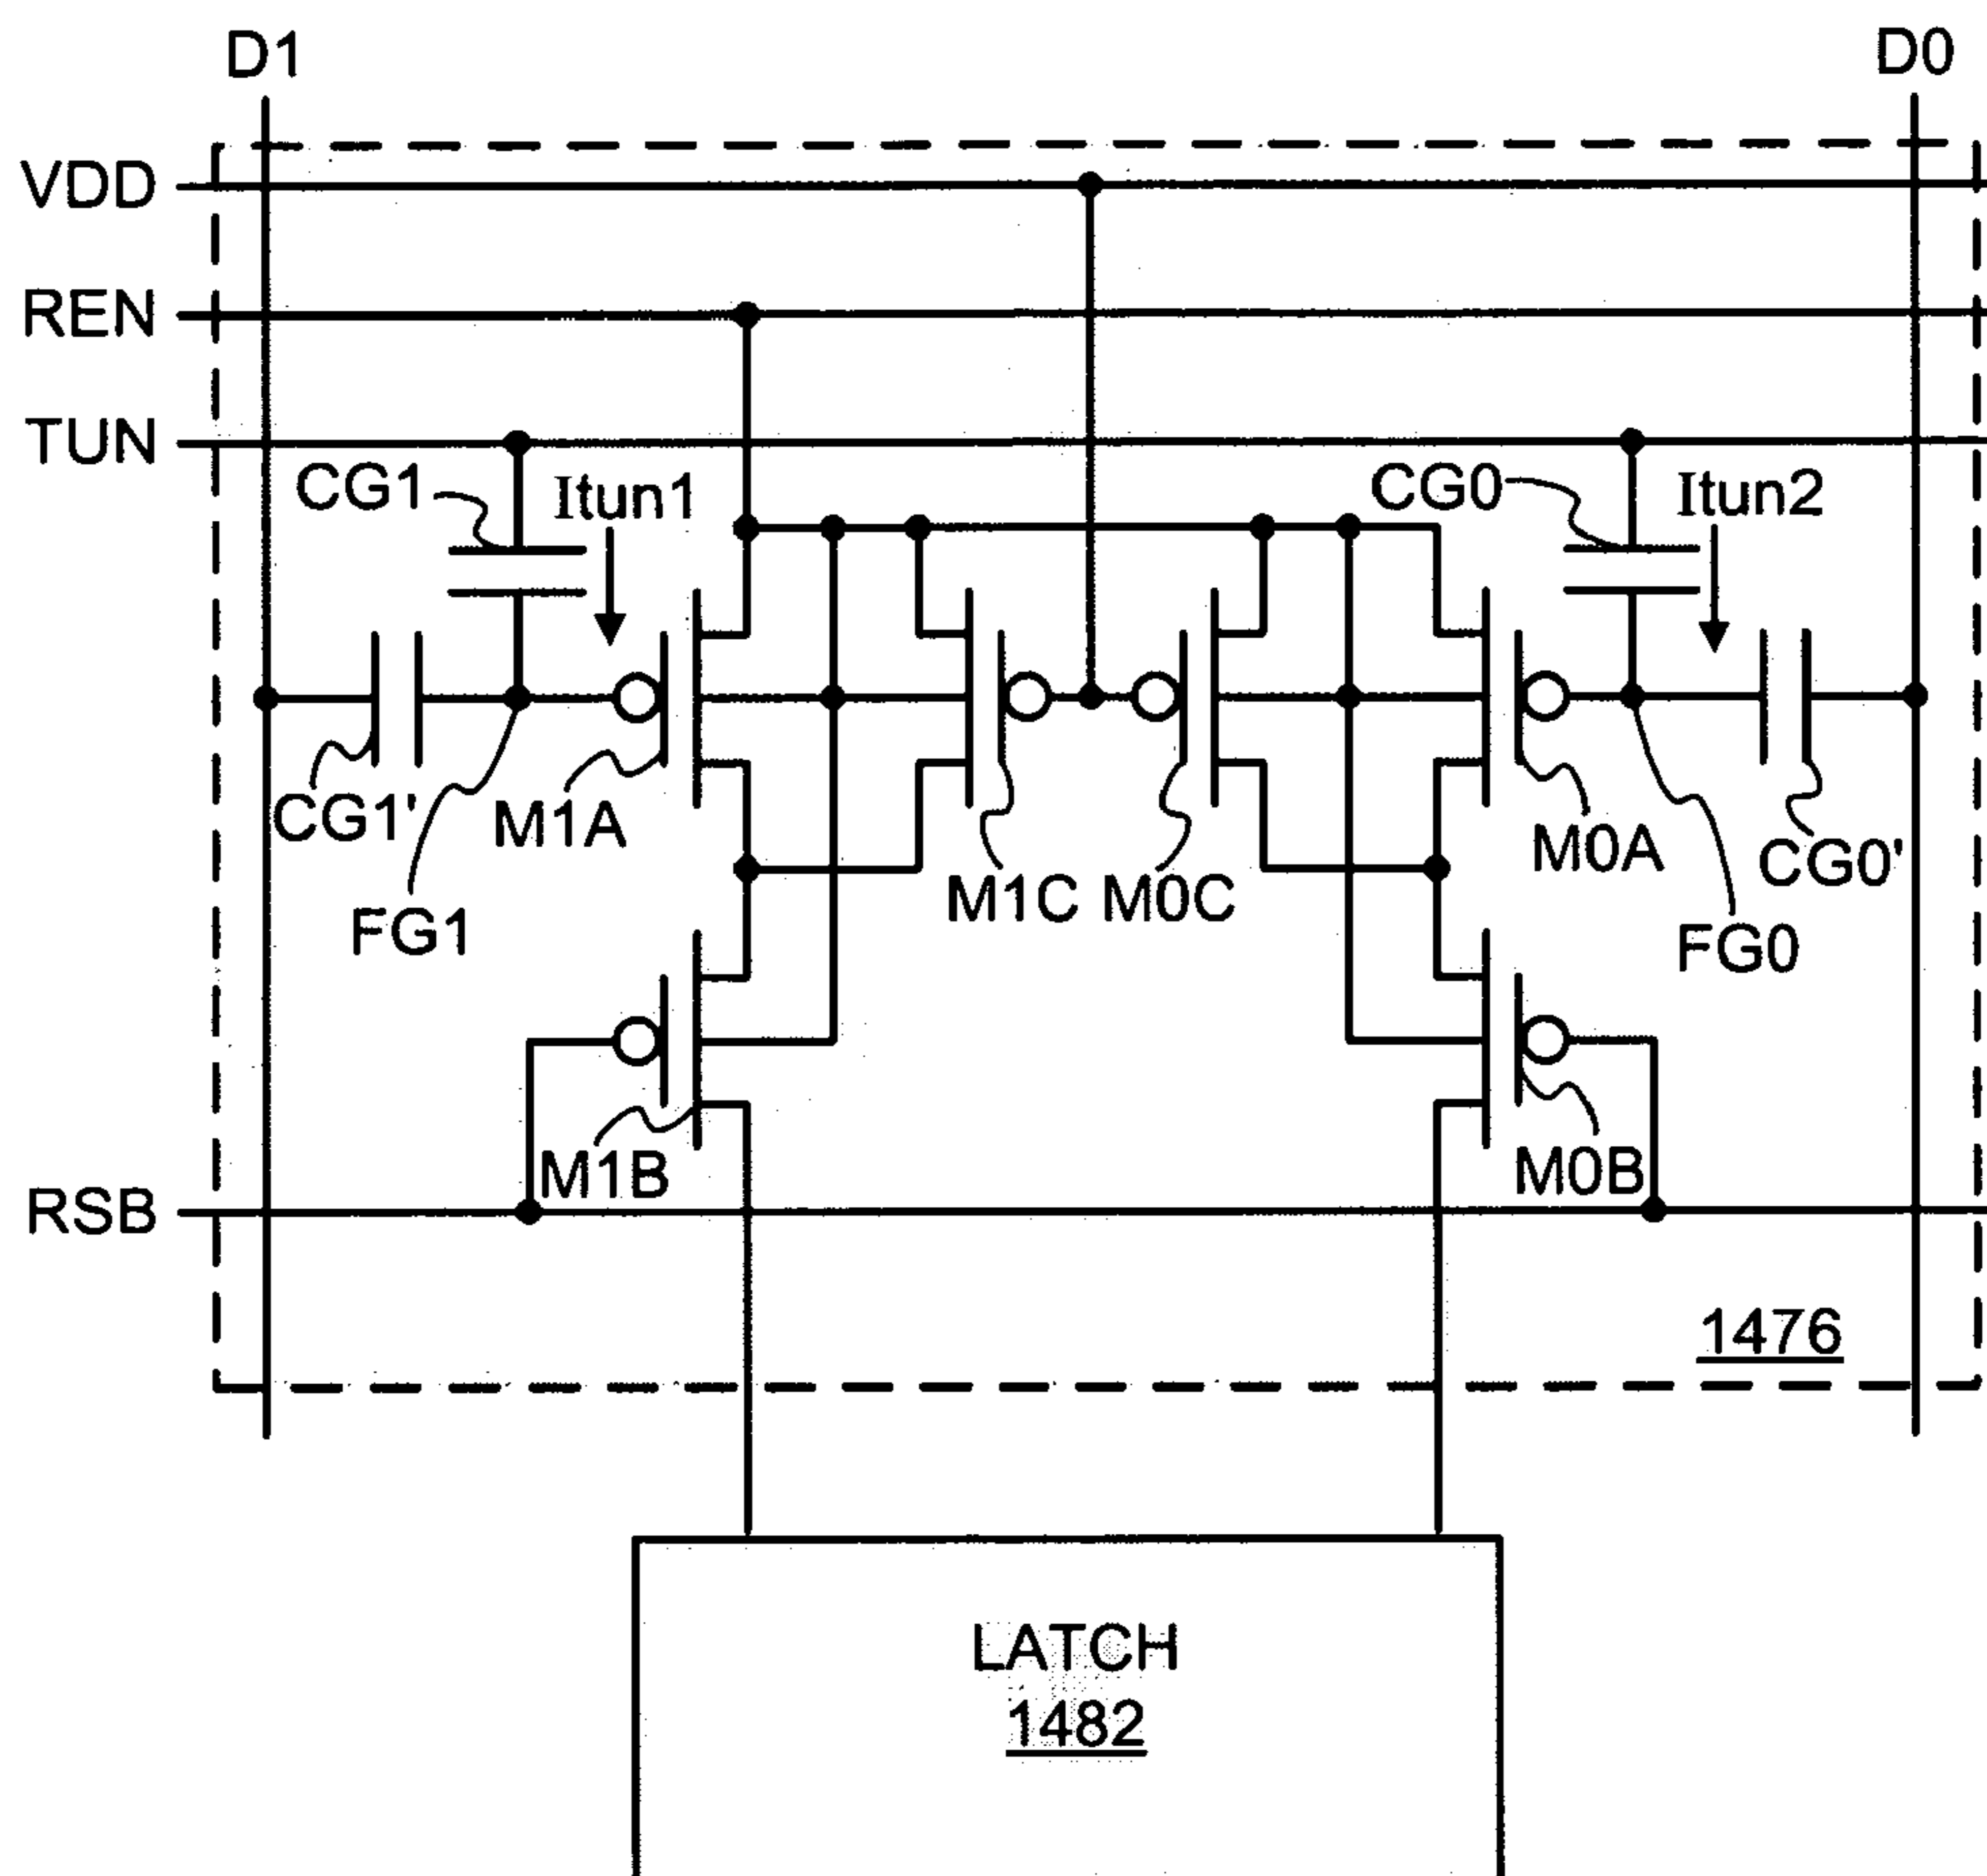 D1
D0
VDD
REN
TUN
CG1
Itun1
CG0
Itun2
CG1'
M1A
M1C
M0C
M0A
CG0'
FG1
FG0
M1B
M0B
RSB
1476
LATCH
1482